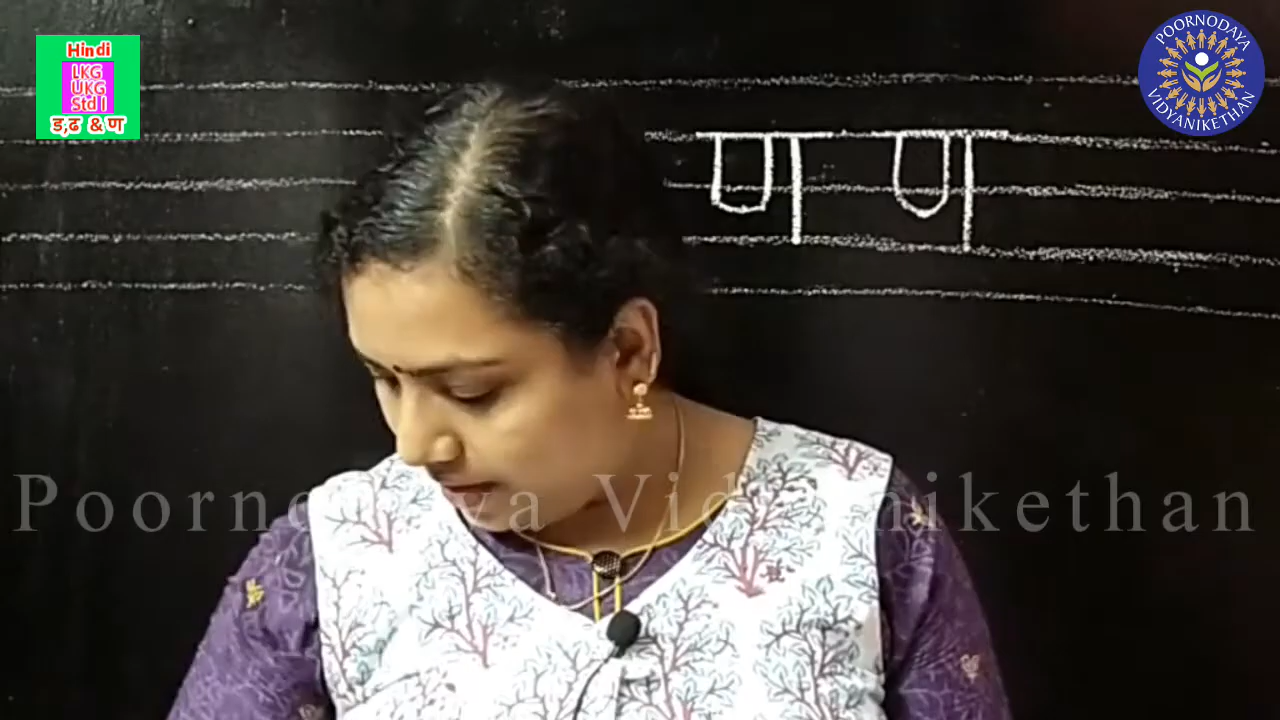 Hindi
LKG
UKG
Std I
ड,ढ & ण
POORNODAYA
VIDYANIKETHAN
ण ण
Poornodaya Vidyanikethan